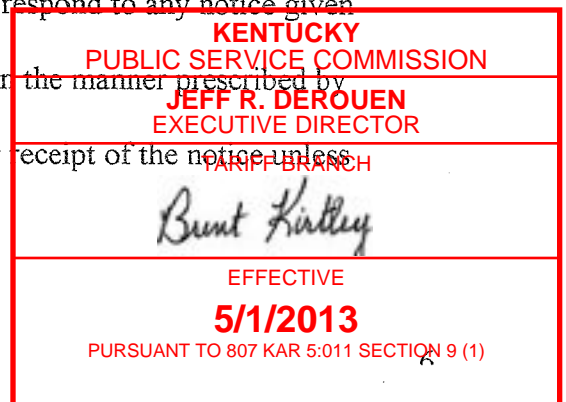 respond to any notice given
KENTUCKY
PUBLIC SERVICE COMMISSION
n the manner prescribed by
JEFF R. DEROUEN
EXECUTIVE DIRECTOR
receipt of the notice unless
TARIFF BRANCH
Bunt Kirtley
EFFECTIVE
5/1/2013
PURSUANT TO 807 KAR 5:011 SECTION 9 (1)
6